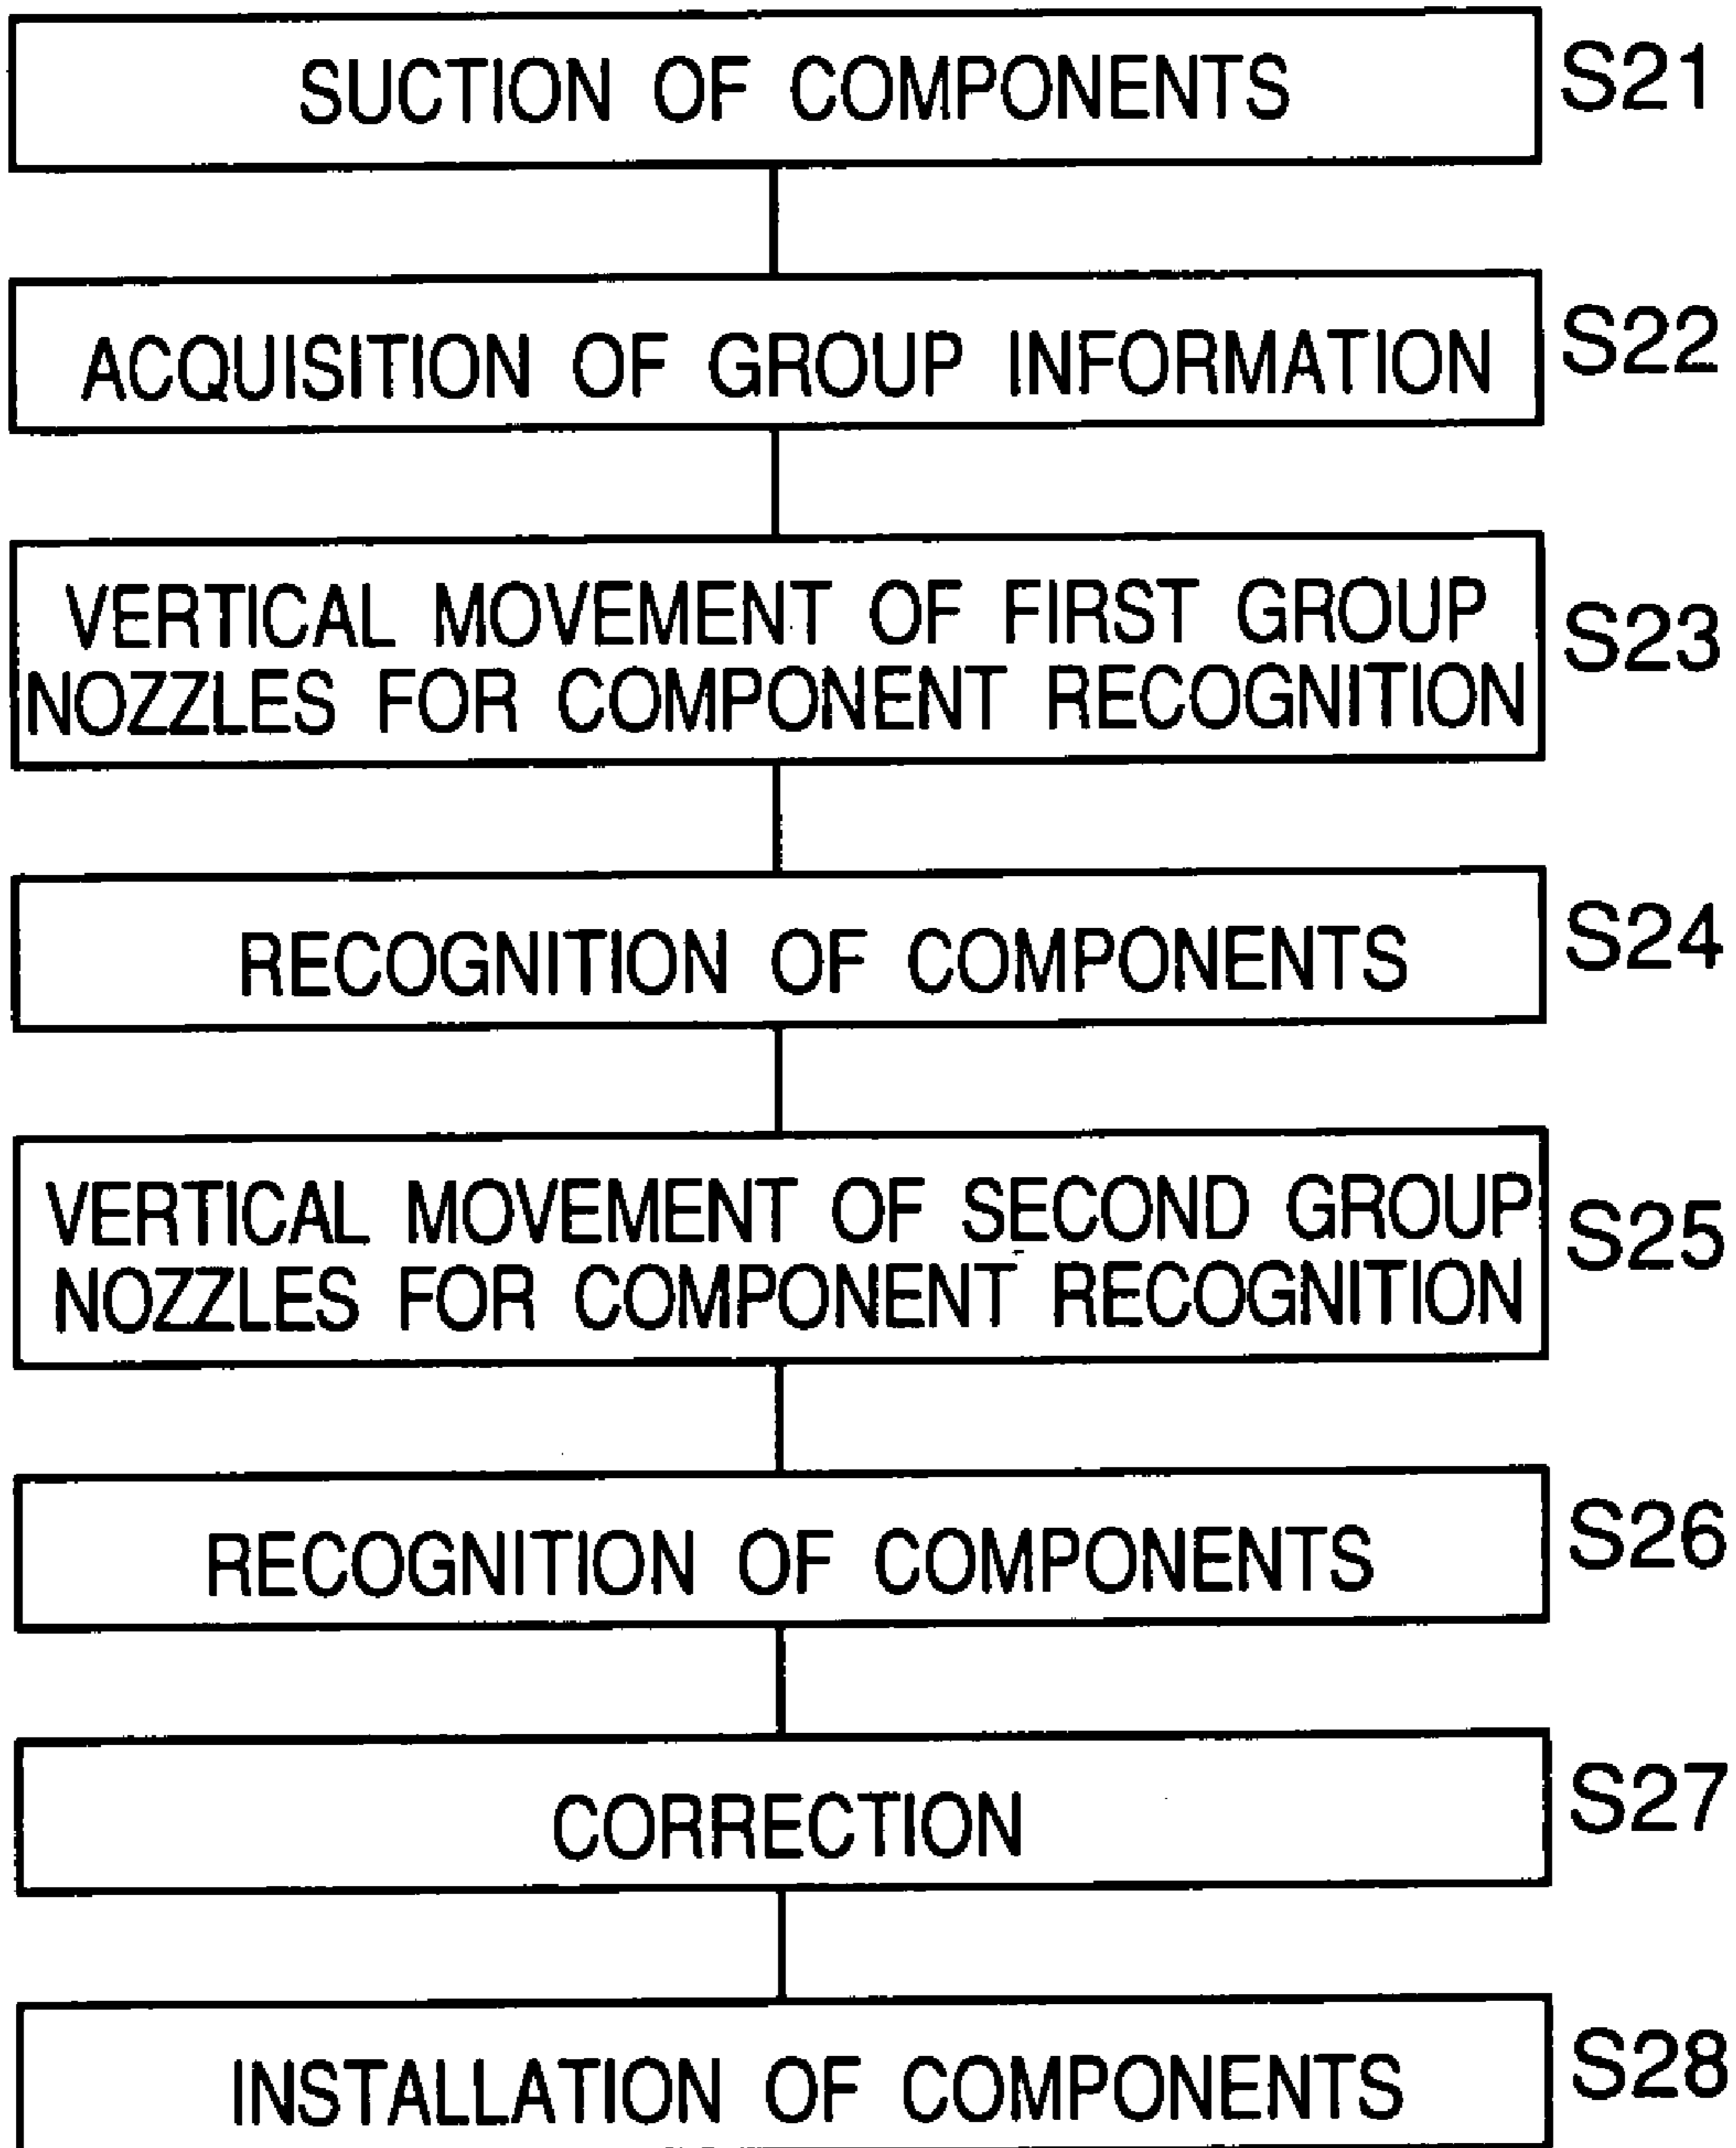 SUCTION OF COMPONENTS S21
ACQUISITION OF GROUP INFORMATION S22
VERTICAL MOVEMENT OF FIRST GROUP
NOZZLES FOR COMPONENT RECOGNITION S23
RECOGNITION OF COMPONENTS S24
VERTICAL MOVEMENT OF SECOND GROUP
NOZZLES FOR COMPONENT RECOGNITION S25
RECOGNITION OF COMPONENTS S26
CORRECTION S27
INSTALLATION OF COMPONENTS S28